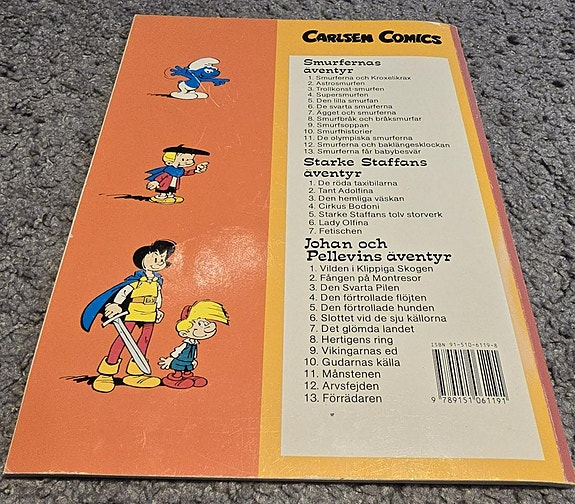 CARLSEN COMICS
Smurfernas
äventyr
1. Smurferna och Kroxelikrax
2. Astrosmurfen
3. Trollkonst-smurfen
4. Supersmurfen
5. Den lilla smurfan
6. De svarta smurferna
7. Ägget och smurferna
8. Smurfbråk och bråksmurfar
9. Smurfsoppan
10. Smurfhistorier
11. De olympiska smurferna
12. Smurferna och baklängesklockan
13. Smurferna får babybesvär
Starke Staffans
äventyr
1. De röda taxibilarna
2. Tant Adolfina
3. Den hemliga väskan
4. Cirkus Bodoni
5. Starke Staffans tolv storverk
6. Lady Olfina
7. Fetischen
Johan och
Pellevins äventyr
1. Vilden i Klippiga Skogen
2. Fången på Montresor
3. Den Svarta Pilen
4. Den förtrollade flöjten
5. Den förtrollade hunden
6. Slottet vid de sju källorna
7. Det glömda landet
8. Hertigens ring
9. Vikingarnas ed
10. Gudarnas källa
11. Månstenen
12. Arvsfejden
13. Förrädaren
ISBN 91-510-6119-8
9 789151 061191